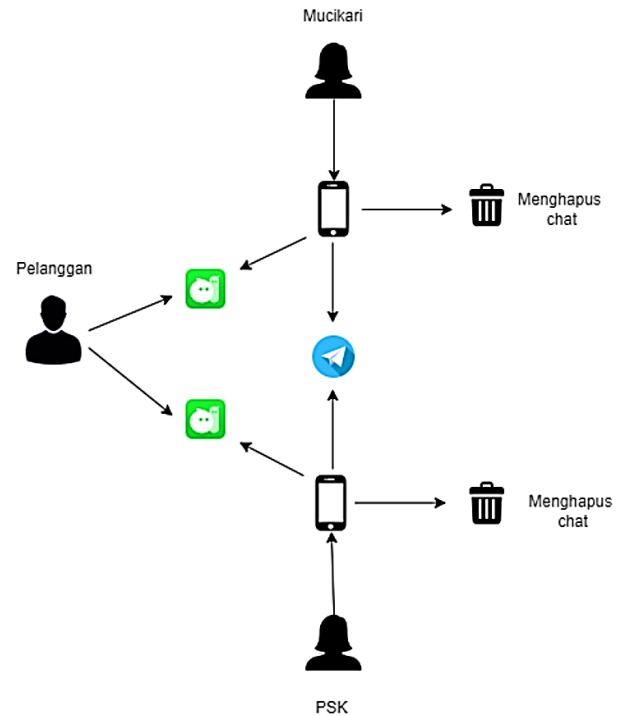 Mucikari
Menghapus
chat
Pelanggan
Menghapus
chat
PSK